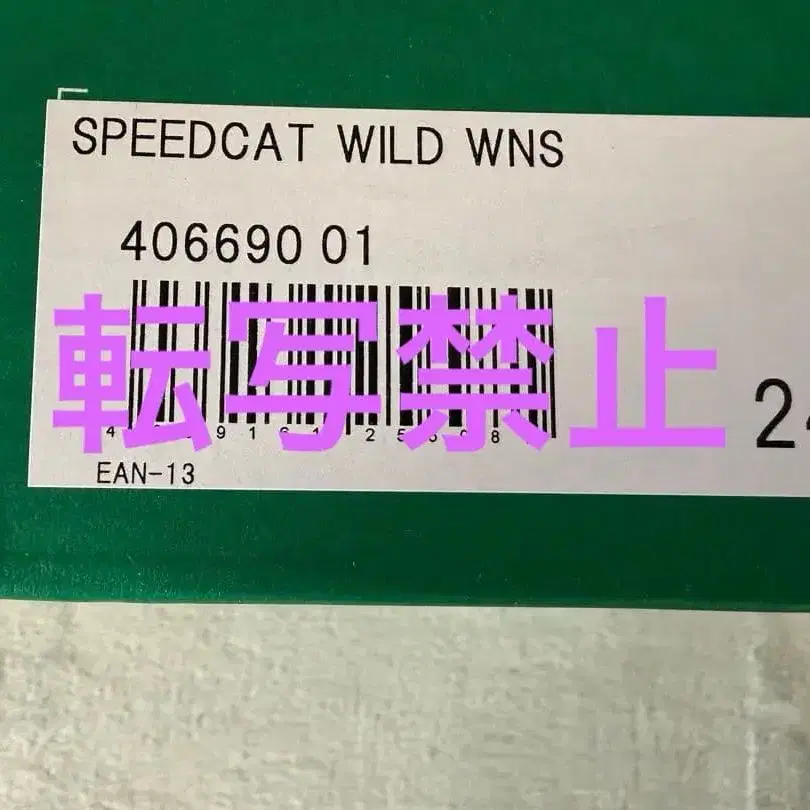 SPEEDCAT WILD WNS
406690 01
転写禁止
EAN-13